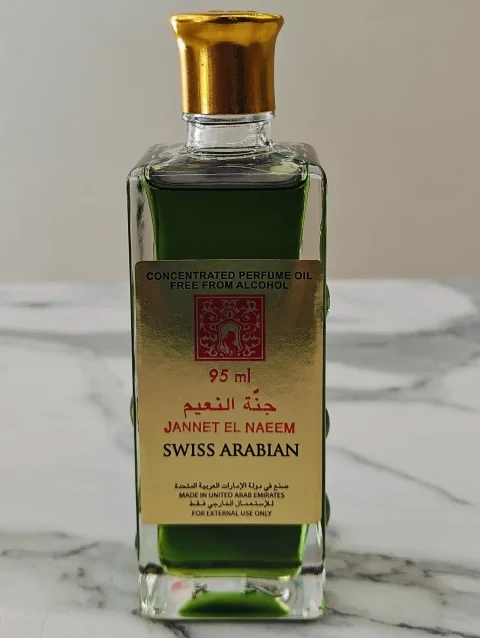 CONCENTRATED PERFUME OIL
FREE FROM ALCOHOL
95 ml
جنّة النعيم
JANNET EL NAEEM
SWISS ARABIAN
صنع في دولة الإمارات العربية المتحدة
MADE IN UNITED ARAB EMIRATES
للإستعمال الخارجي فقط
FOR EXTERNAL USE ONLY